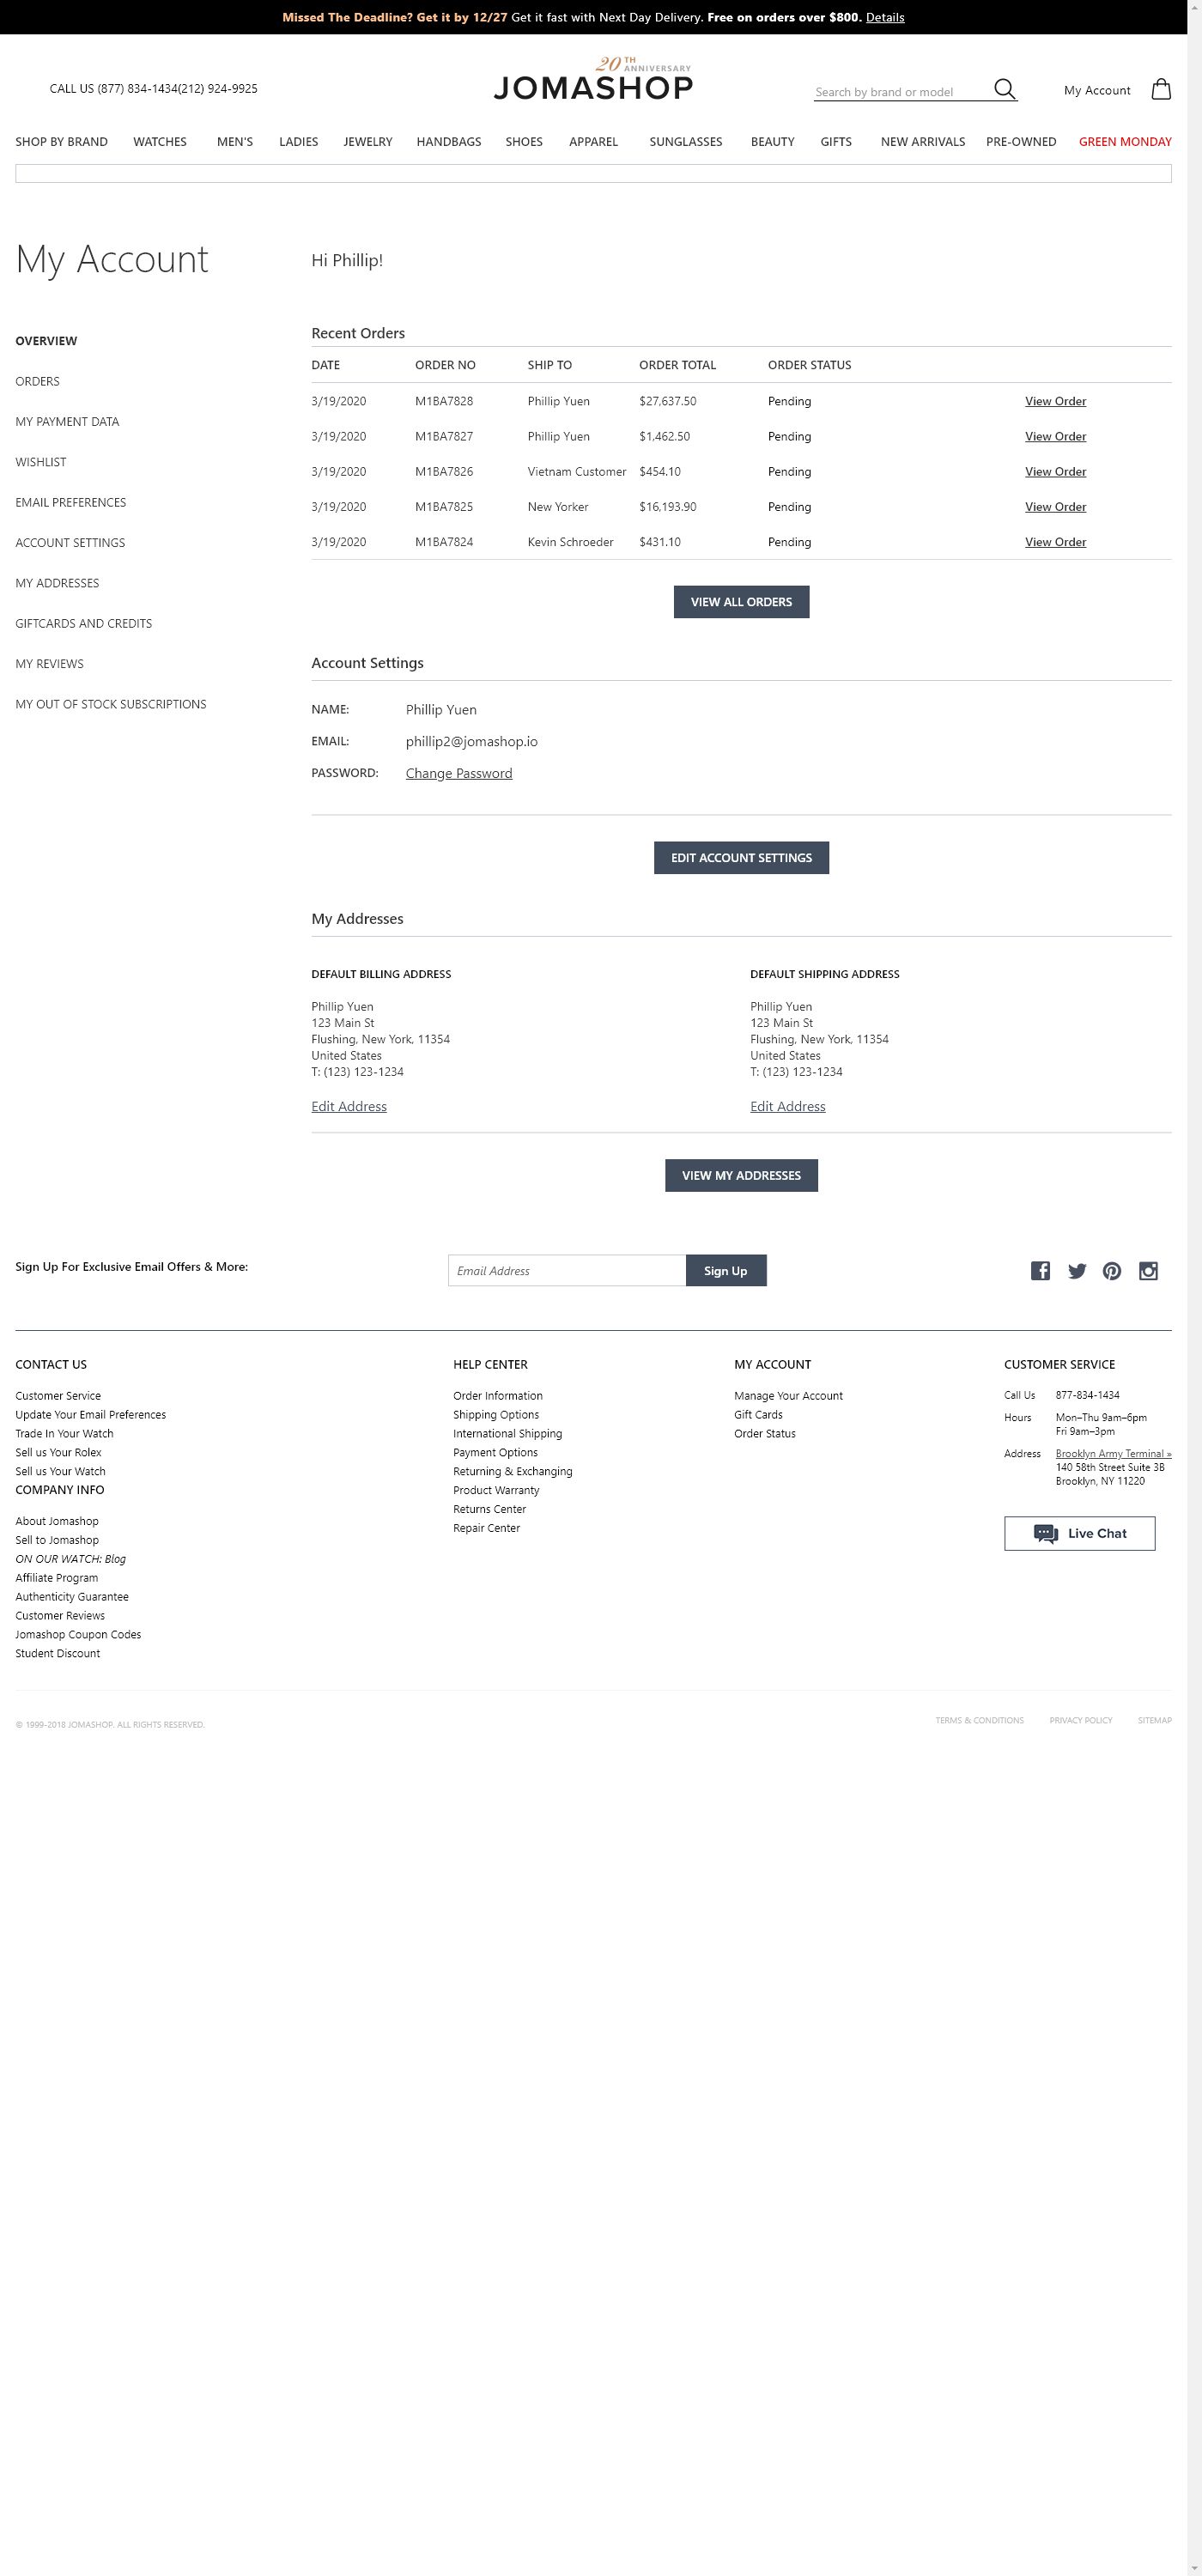 Missed The Deadline? Get it by 12/27 Get it fast with Next Day Delivery. Free on orders over $800. Details
20TH ANNIVERSARY
JOMASHOP
CALL US (877) 834-1434(212) 924-9925
Search by brand or model
My Account
SHOP BY BRAND WATCHES MEN'S LADIES JEWELRY HANDBAGS SHOES APPAREL SUNGLASSES BEAUTY GIFTS NEW ARRIVALS PRE-OWNED GREEN MONDAY
My Account
OVERVIEW
ORDERS
MY PAYMENT DATA
WISHLIST
EMAIL PREFERENCES
ACCOUNT SETTINGS
MY ADDRESSES
GIFTCARDS AND CREDITS
MY REVIEWS
MY OUT OF STOCK SUBSCRIPTIONS
Hi Phillip!
Recent Orders
DATE ORDER NO SHIP TO ORDER TOTAL ORDER STATUS
3/19/2020 M1BA7828 Phillip Yuen $27,637.50 Pending View Order
3/19/2020 M1BA7827 Phillip Yuen $1,462.50 Pending View Order
3/19/2020 M1BA7826 Vietnam Customer $454.10 Pending View Order
3/19/2020 M1BA7825 New Yorker $16,193.90 Pending View Order
3/19/2020 M1BA7824 Kevin Schroeder $431.10 Pending View Order
VIEW ALL ORDERS
Account Settings
NAME: Phillip Yuen
EMAIL: phillip2@jomashop.io
PASSWORD: Change Password
EDIT ACCOUNT SETTINGS
My Addresses
DEFAULT BILLING ADDRESS
Phillip Yuen
123 Main St
Flushing, New York, 11354
United States
T: (123) 123-1234
Edit Address
DEFAULT SHIPPING ADDRESS
Phillip Yuen
123 Main St
Flushing, New York, 11354
United States
T: (123) 123-1234
Edit Address
VIEW MY ADDRESSES
Sign Up For Exclusive Email Offers & More:
Email Address
Sign Up
CONTACT US
Customer Service
Update Your Email Preferences
Trade In Your Watch
Sell us Your Rolex
Sell us Your Watch
COMPANY INFO
About Jomashop
Sell to Jomashop
ON OUR WATCH: Blog
Affiliate Program
Authenticity Guarantee
Customer Reviews
Jomashop Coupon Codes
Student Discount
HELP CENTER
Order Information
Shipping Options
International Shipping
Payment Options
Returning & Exchanging
Product Warranty
Returns Center
Repair Center
MY ACCOUNT
Manage Your Account
Gift Cards
Order Status
CUSTOMER SERVICE
Call Us 877-834-1434
Hours Mon–Thu 9am–6pm
Fri 9am–3pm
Address Brooklyn Army Terminal »
140 58th Street Suite 3B
Brooklyn, NY 11220
Live Chat
© 1999-2018 JOMASHOP. ALL RIGHTS RESERVED.
TERMS & CONDITIONS PRIVACY POLICY SITEMAP